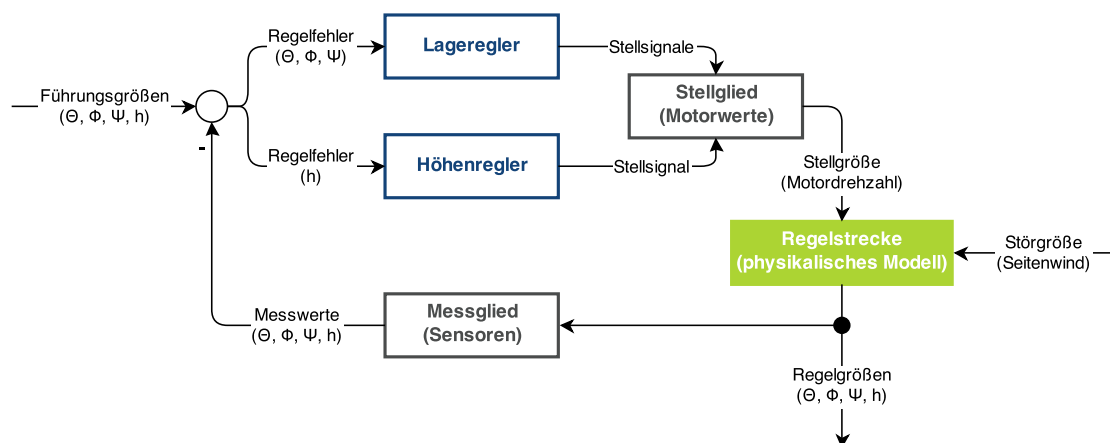 Regelfehler
(Θ, Φ, Ψ)
Lageregler
Stellsignale
Führungsgrößen
(Θ, Φ, Ψ, h)
Stellglied
(Motorwerte)
-
Regelfehler
(h)
Höhenregler
Stellsignal
Stellgröße
(Motordrehzahl)
Regelstrecke
(physikalisches Modell)
Störgröße
(Seitenwind)
Messwerte
(Θ, Φ, Ψ, h)
Messglied
(Sensoren)
Regelgrößen
(Θ, Φ, Ψ, h)